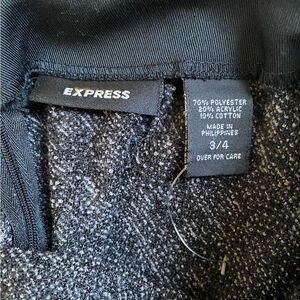 EXPRESS
70% POLYESTER
20% ACRYLIC
10% COTTON
MADE IN
PHILIPPINES
3/4
OVER FOR CARE